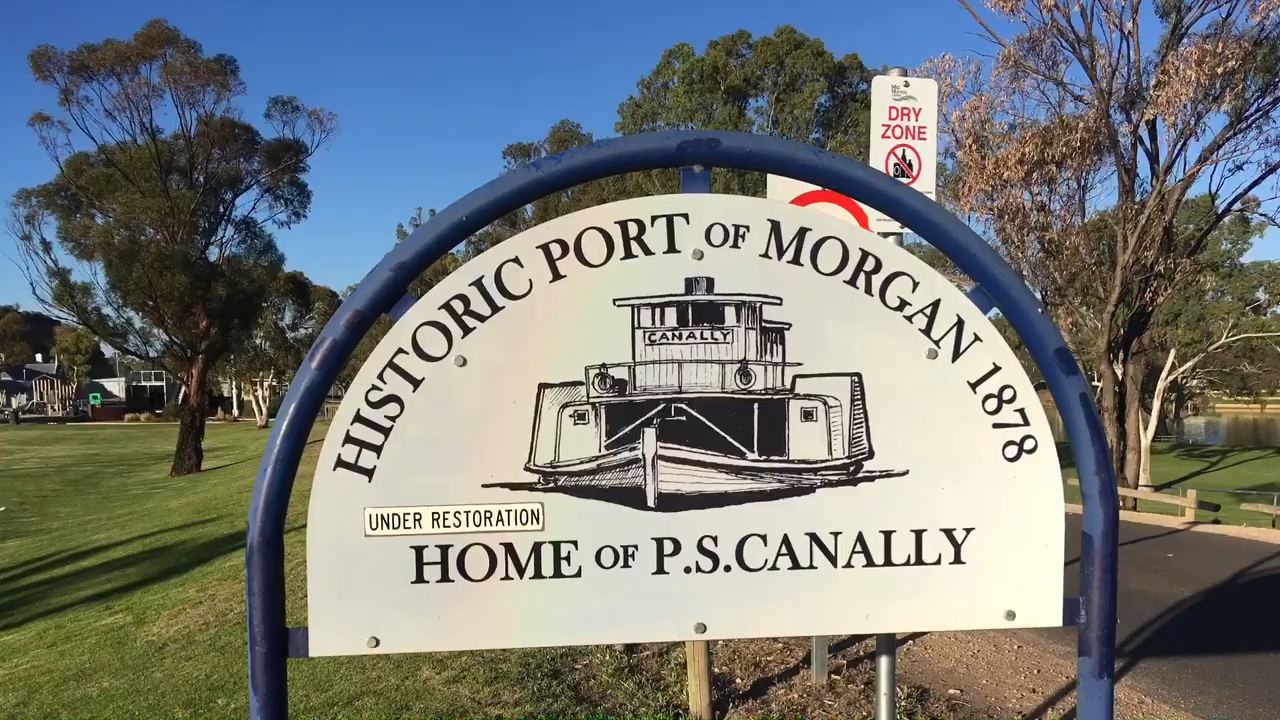 DRY
ZONE
HISTORIC PORT OF MORGAN 1878
CANALLY
UNDER RESTORATION
HOME OF P.S.CANALLY